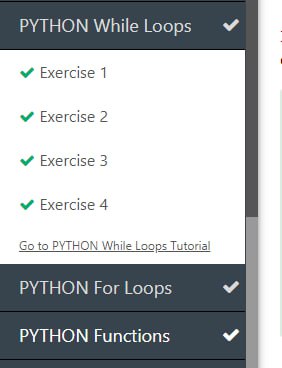 PYTHON While Loops
Exercise 1
Exercise 2
Exercise 3
Exercise 4
Go to PYTHON While Loops Tutorial
PYTHON For Loops
PYTHON Functions